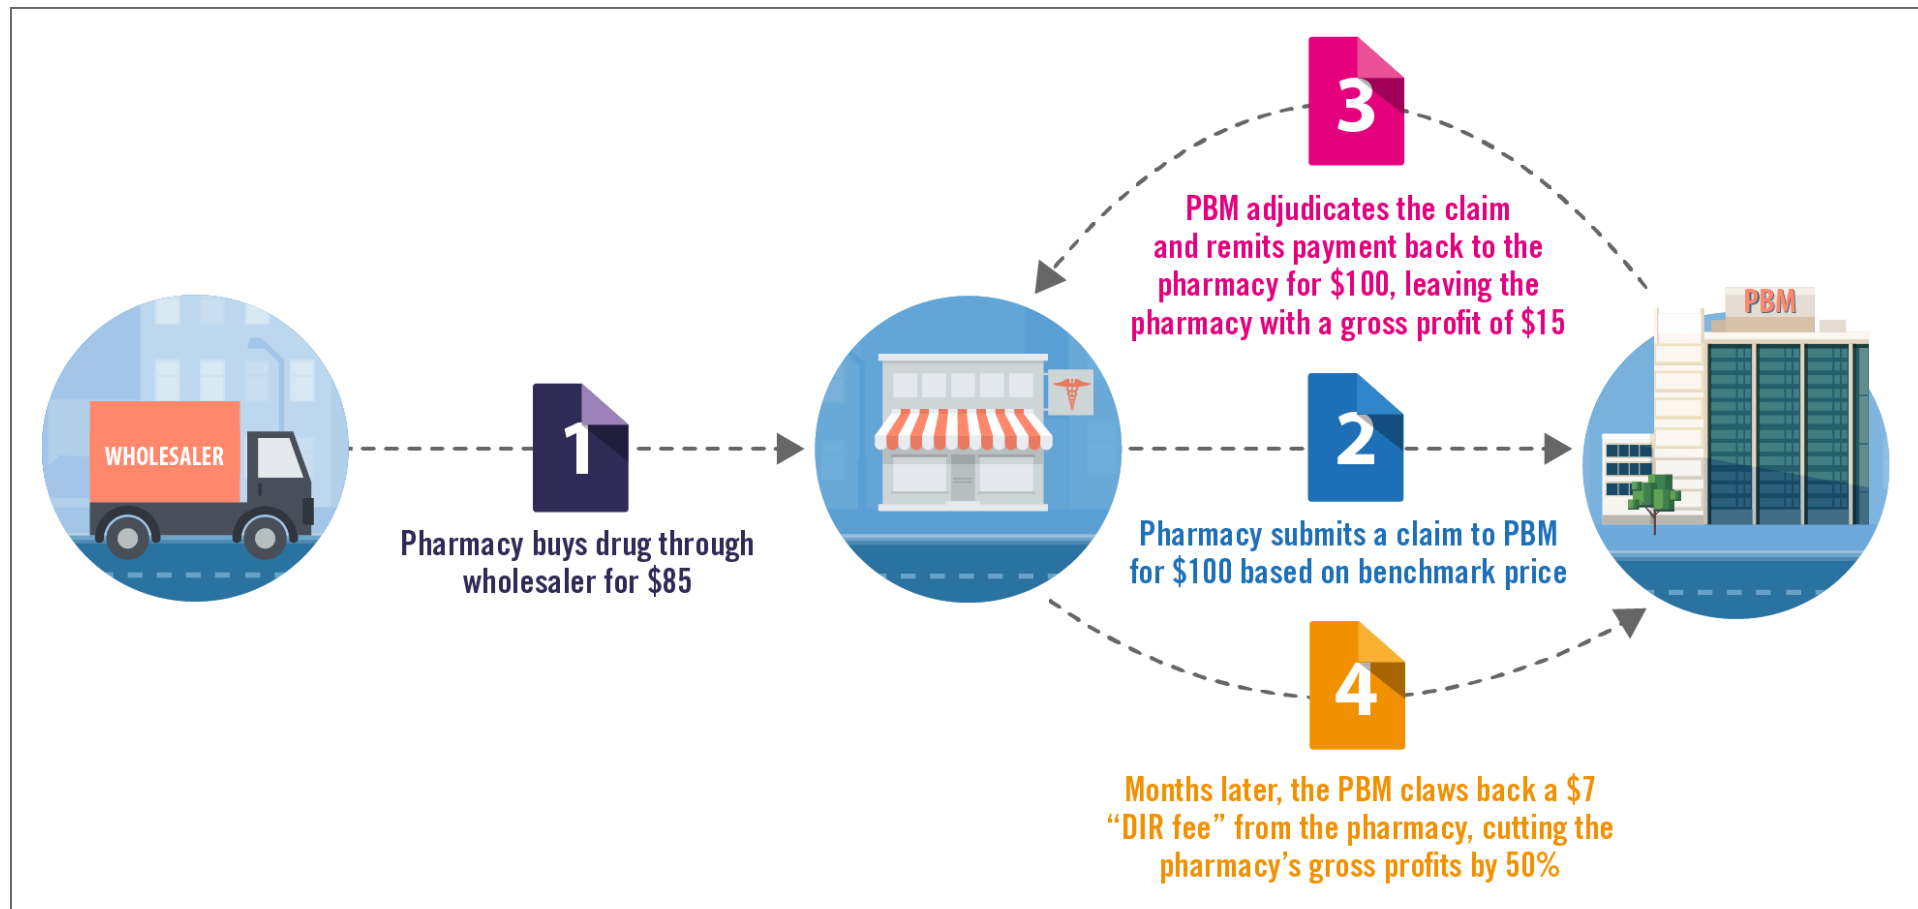 WHOLESALER
1
Pharmacy buys drug through
wholesaler for $85
3
PBM adjudicates the claim
and remits payment back to the
pharmacy for $100, leaving the
pharmacy with a gross profit of $15
PBM
2
Pharmacy submits a claim to PBM
for $100 based on benchmark price
4
Months later, the PBM claws back a $7
“DIR fee” from the pharmacy, cutting the
pharmacy’s gross profits by 50%